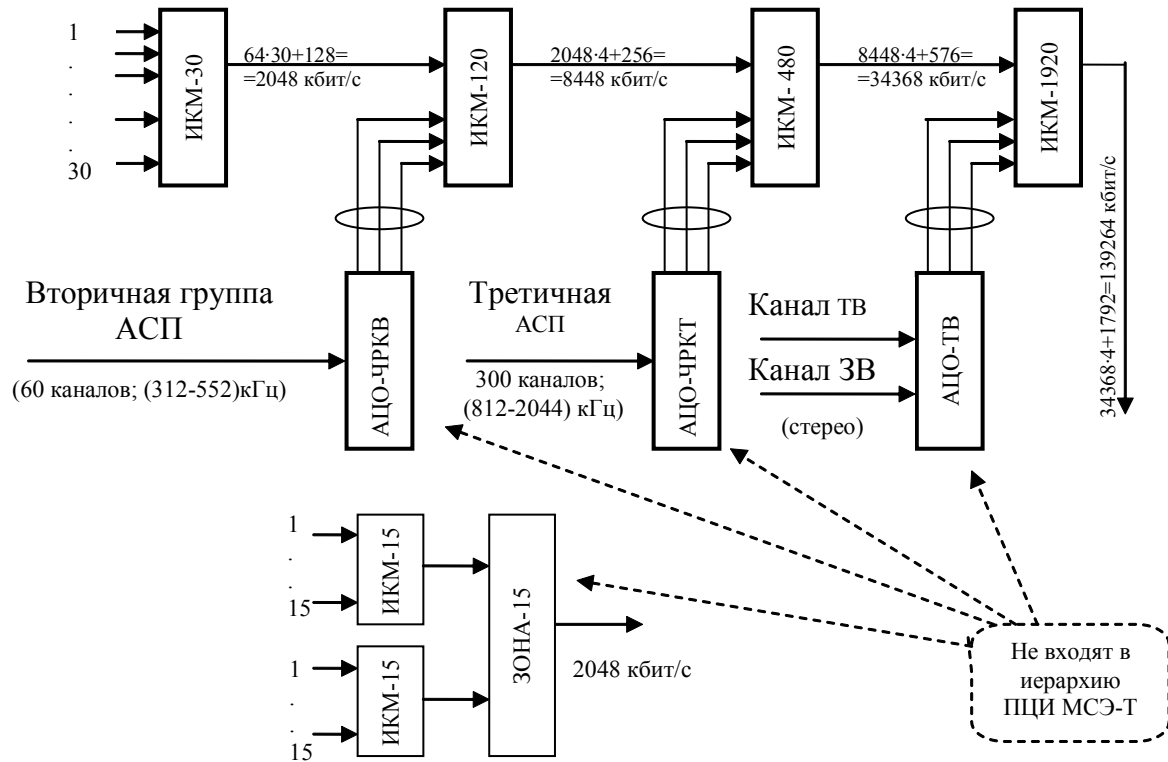 1
.
.
.
.
30
ИКМ-30
64·30+128=
=2048 кбит/с
ИКМ-120
2048·4+256=
=8448 кбит/с
ИКМ- 480
8448·4+576=
=34368 кбит/с
ИКМ-1920
34368·4+1792=139264 кбит/с
Вторичная группа
АСП
(60 каналов; (312-552)кГц)
АЦО-ЧРКВ
Третичная
АСП
300 каналов;
(812-2044) кГц)
АЦО-ЧРКТ
Канал ТВ
Канал ЗВ
(стерео)
АЦО-ТВ
1
.
.
15
ИКМ-15
1
.
.
15
ИКМ-15
ЗОНА-15
2048 кбит/с
Не входят в
иерархию
ПЦИ МСЭ-Т